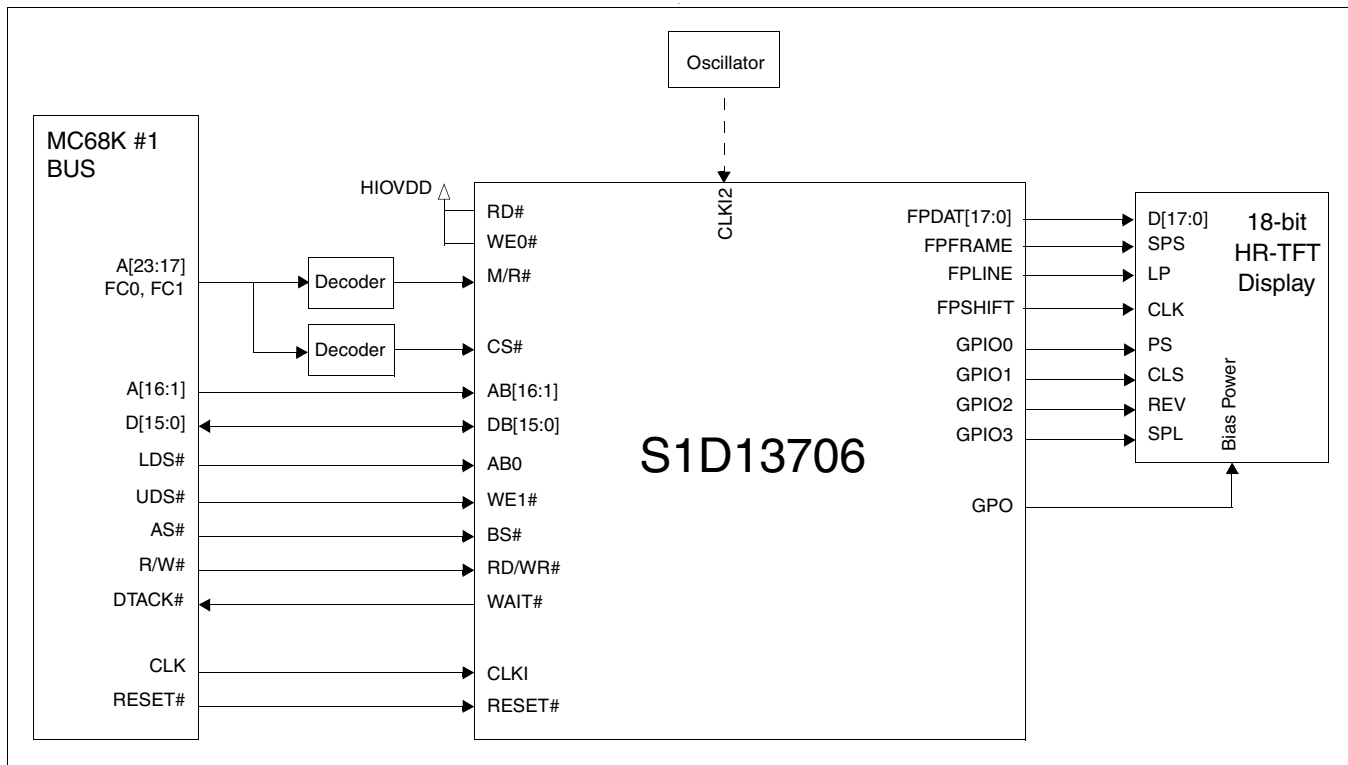 Oscillator
MC68K #1
BUS
A[23:17]
FC0, FC1
A[16:1]
D[15:0]
LDS#
UDS#
AS#
R/W#
DTACK#
CLK
RESET#
HIOVDD
Decoder
Decoder
CLKI2
RD#
WE0#
M/R#
CS#
AB[16:1]
DB[15:0]
AB0
WE1#
BS#
RD/WR#
WAIT#
CLKI
RESET#
S1D13706
FPDAT[17:0]
FPFRAME
FPLINE
FPSHIFT
GPIO0
GPIO1
GPIO2
GPIO3
GPO
D[17:0]
SPS
LP
CLK
PS
CLS
REV
SPL
18-bit
HR-TFT
Display
Bias Power